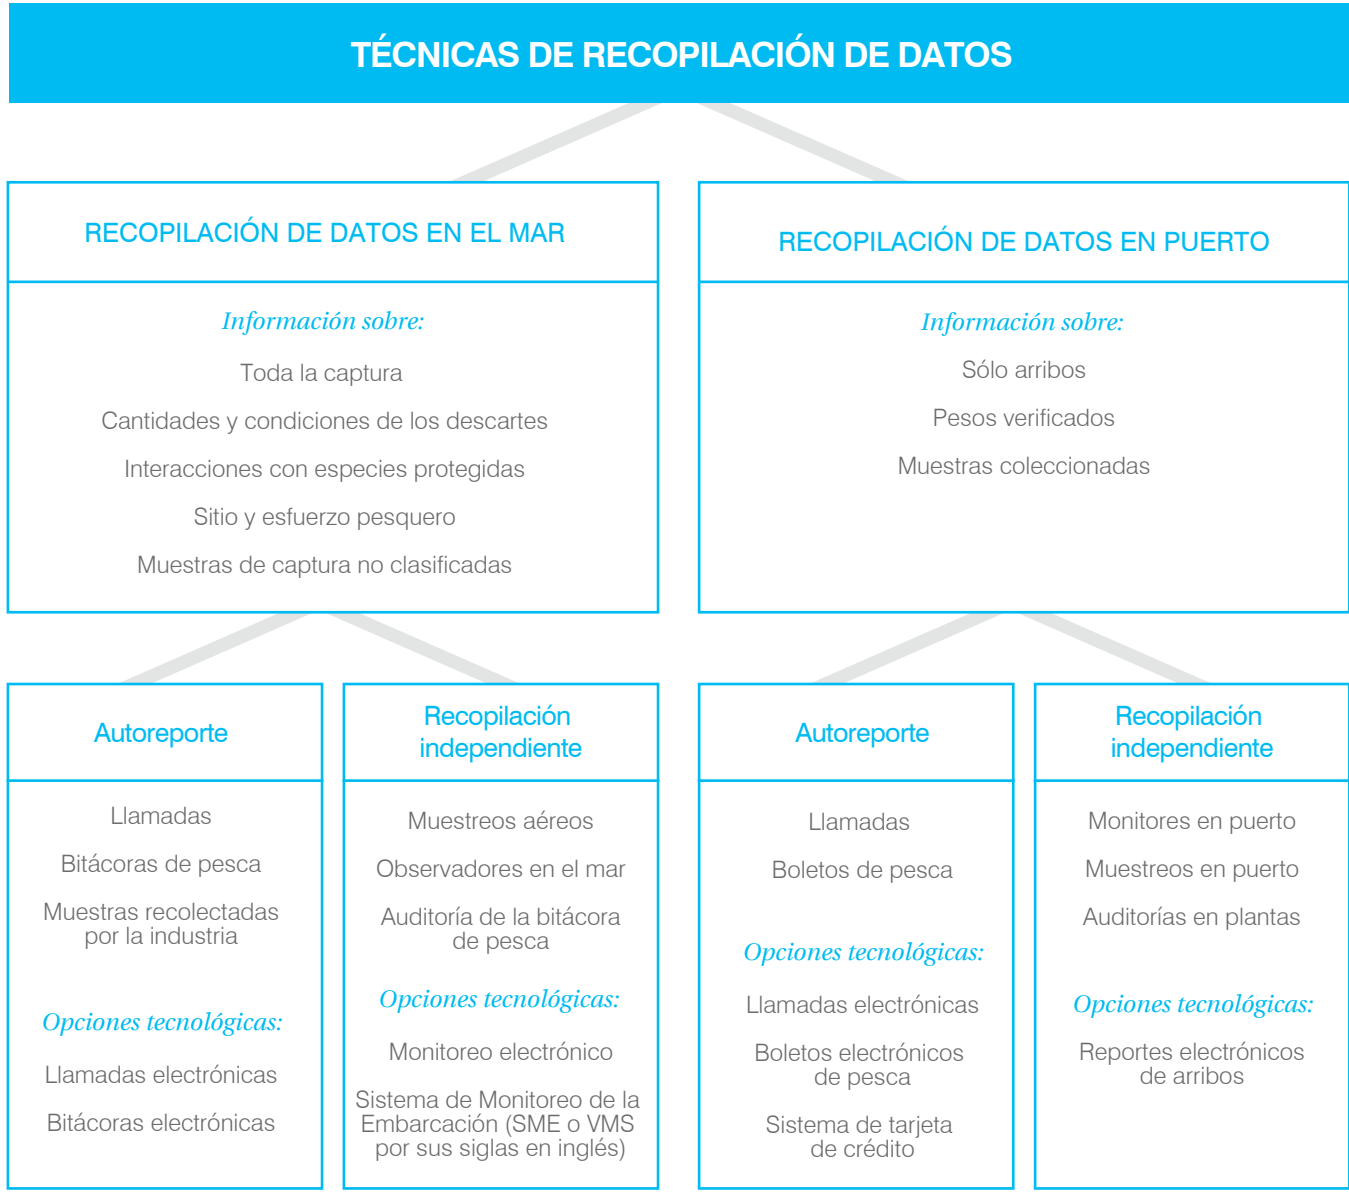 TÉCNICAS DE RECOPILACIÓN DE DATOS
RECOPILACIÓN DE DATOS EN EL MAR
Información sobre:
Toda la captura
Cantidades y condiciones de los descartes
Interacciones con especies protegidas
Sitio y esfuerzo pesquero
Muestras de captura no clasificadas
RECOPILACIÓN DE DATOS EN PUERTO
Información sobre:
Sólo arribos
Pesos verificados
Muestras coleccionadas
Autoreporte
Llamadas
Bitácoras de pesca
Muestras recolectadas
por la industria
Opciones tecnológicas:
Llamadas electrónicas
Bitácoras electrónicas
Recopilación
independiente
Muestreos aéreos
Observadores en el mar
Auditoría de la bitácora
de pesca
Opciones tecnológicas:
Monitoreo electrónico
Sistema de Monitoreo de la
Embarcación (SME o VMS
por sus siglas en inglés)
Autoreporte
Llamadas
Boletos de pesca
Opciones tecnológicas:
Llamadas electrónicas
Boletos electrónicos
de pesca
Sistema de tarjeta
de crédito
Recopilación
independiente
Monitores en puerto
Muestreos en puerto
Auditorías en plantas
Opciones tecnológicas:
Reportes electrónicos
de arribos